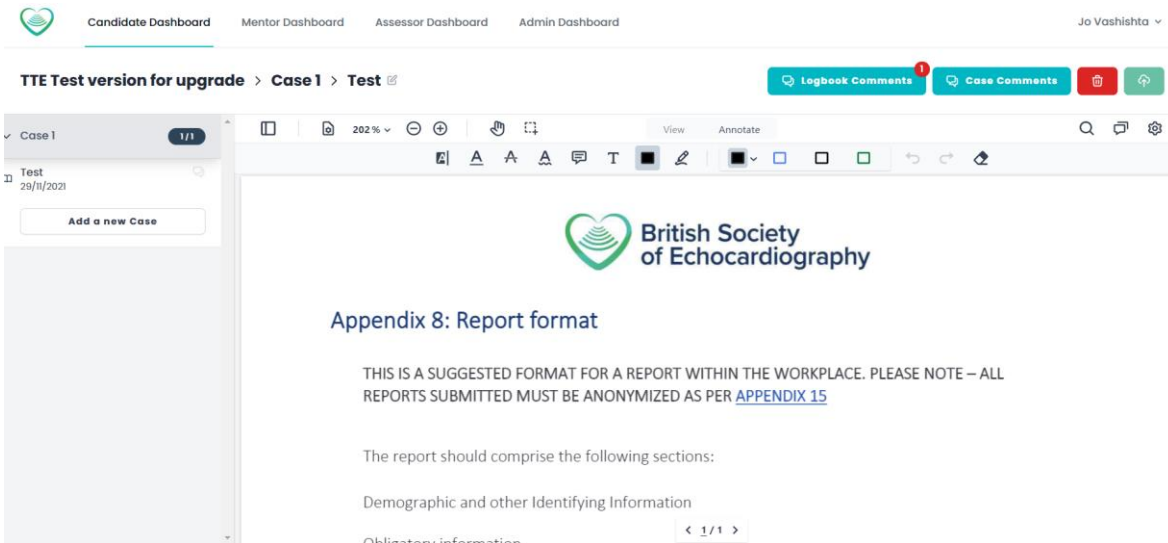 Candidate Dashboard Mentor Dashboard Assessor Dashboard Admin Dashboard Jo Vashishta
TTE Test version for upgrade > Case 1 > Test
Logbook Comments 1 Case Comments
Case 1 1/1
Test
29/11/2021
Add a new Case
202 % View Annotate
A A A A T
British Society
of Echocardiography
Appendix 8: Report format
THIS IS A SUGGESTED FORMAT FOR A REPORT WITHIN THE WORKPLACE. PLEASE NOTE – ALL
REPORTS SUBMITTED MUST BE ANONYMIZED AS PER APPENDIX 15
The report should comprise the following sections:
Demographic and other Identifying Information
< 1/1 >
Obligatory information